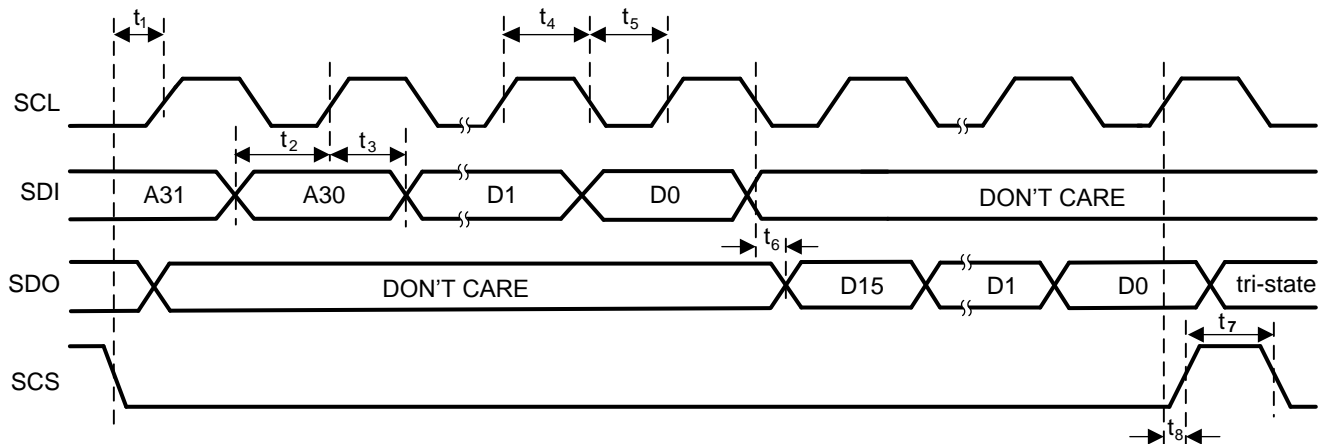 t1 t4 t5
SCL
t2 t3
SDI A31 A30 D1 D0 DON'T CARE
t6
SDO DON'T CARE D15 D1 D0 tri-state
t7
SCS
t8